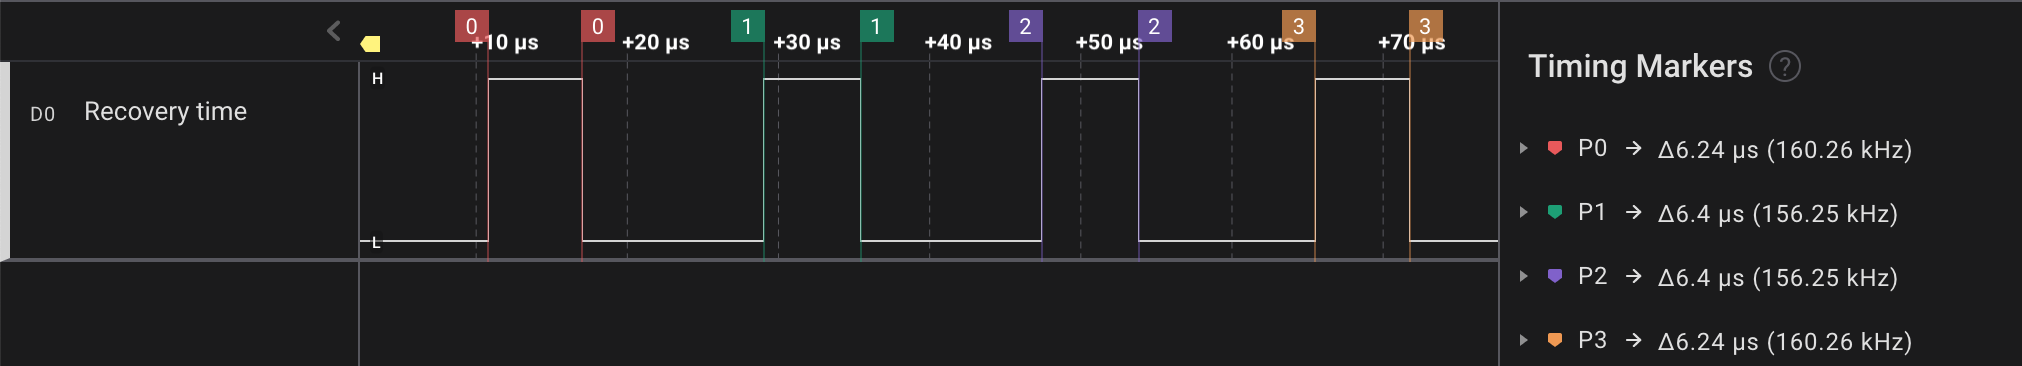 0 0 1 1 2 2 3 3
+10 µs +20 µs +30 µs +40 µs +50 µs +60 µs +70 µs
H
D0 Recovery time
L
Timing Markers ?
P0 → Δ6.24 µs (160.26 kHz)
P1 → Δ6.4 µs (156.25 kHz)
P2 → Δ6.4 µs (156.25 kHz)
P3 → Δ6.24 µs (160.26 kHz)